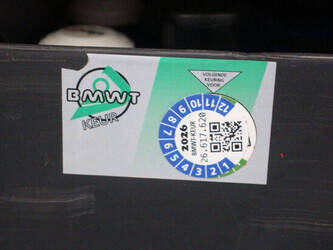 BMWT
KEUR
VOLGENDE
KEURING
VOOR
1 2 3 4 5 6 7 8 9 10 11 12
2026
BMWT-KEUR
26.617.620